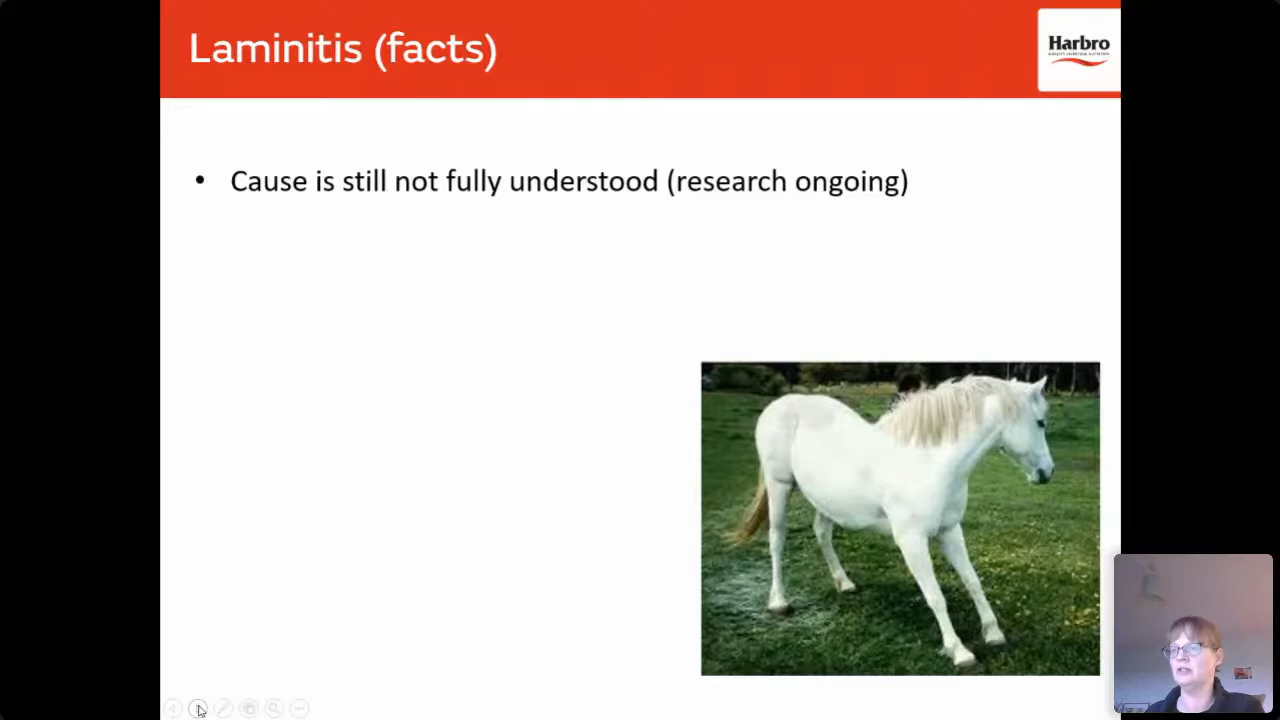 Laminitis (facts)
Harbro
• Cause is still not fully understood (research ongoing)